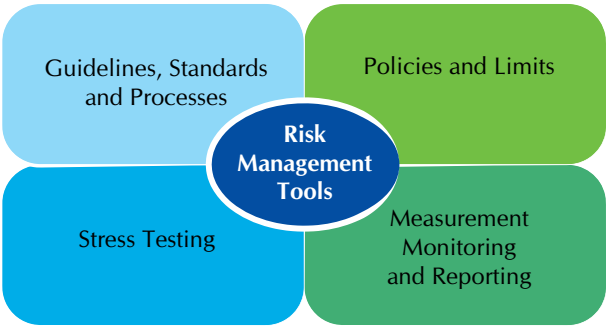 Guidelines, Standards
and Processes
Policies and Limits
Risk
Management
Tools
Stress Testing
Measurement
Monitoring
and Reporting